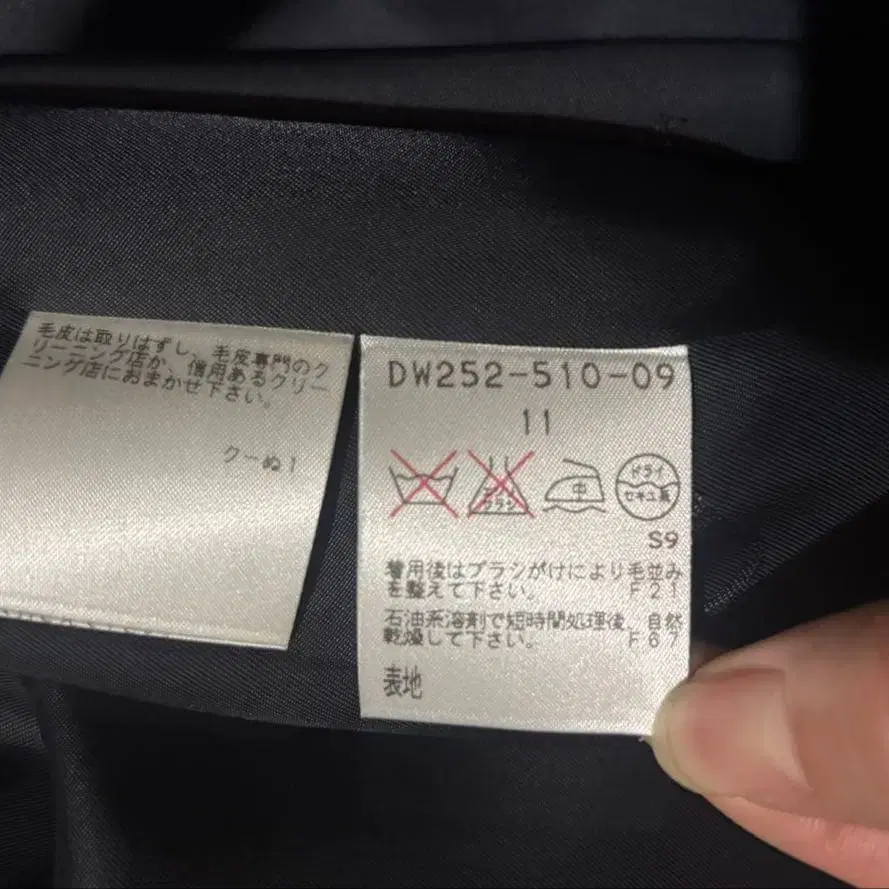 毛皮は取りはずし、毛皮専門のク
リーニング店か、信用あるクリー
ニング店におまかせ下さい。
クーぬ1
DW252-510-09
11
エンソ
サラシ
中
ドライ
セキユ系
S9
着用後はブラシがけにより毛並み
を整えて下さい。 F21
石油系溶剤で短時間処理後、自然
乾燥して下さい。 F67
表地